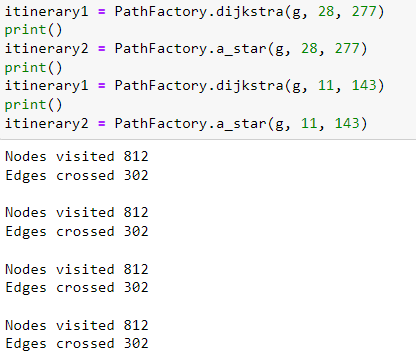 itinerary1 = PathFactory.dijkstra(g, 28, 277)
print()
itinerary2 = PathFactory.a_star(g, 28, 277)
print()
itinerary1 = PathFactory.dijkstra(g, 11, 143)
print()
itinerary2 = PathFactory.a_star(g, 11, 143)
Nodes visited 812
Edges crossed 302
Nodes visited 812
Edges crossed 302
Nodes visited 812
Edges crossed 302
Nodes visited 812
Edges crossed 302